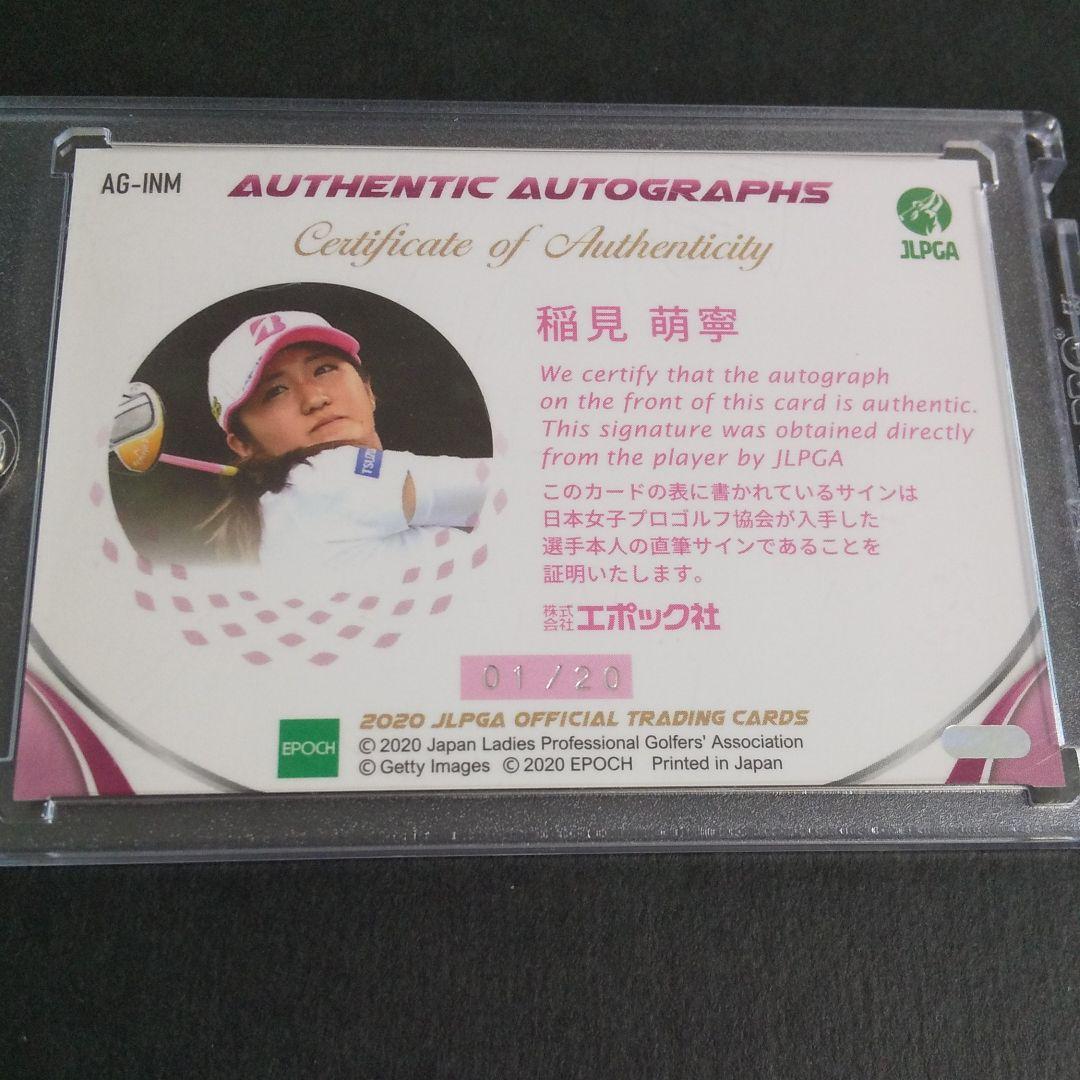 AG-INM
AUTHENTIC AUTOGRAPHS
JLPGA
Certificate of Authenticity
稲見 萌寧
We certify that the autograph
on the front of this card is authentic.
This signature was obtained directly
from the player by JLPGA
このカードの表に書かれているサインは
日本女子プロゴルフ協会が入手した
選手本人の直筆サインであることを
証明いたします。
株式会社エポック社
01/20
2020 JLPGA OFFICIAL TRADING CARDS
EPOCH
© 2020 Japan Ladies Professional Golfers' Association
© Getty Images © 2020 EPOCH Printed in Japan